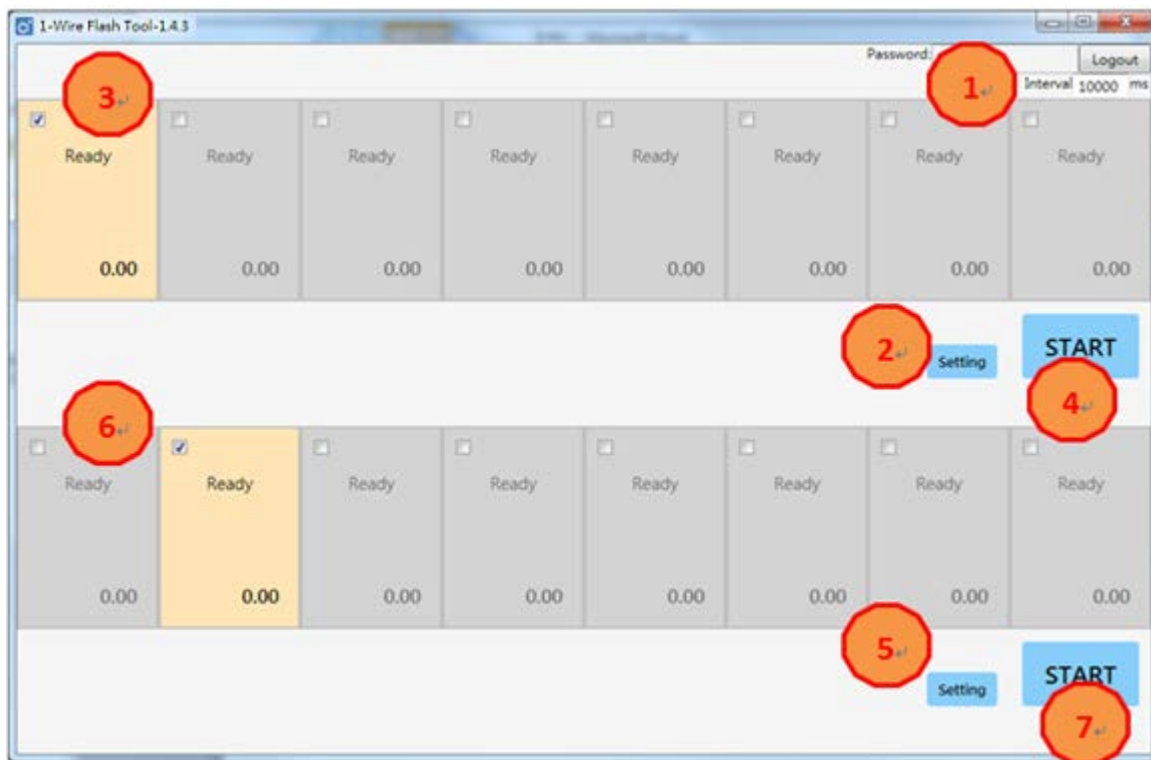 1-Wire Flash Tool-1.4.3
Password: Logout
1
Interval 10000 ms
3
Ready Ready Ready Ready Ready Ready Ready Ready
0.00 0.00 0.00 0.00 0.00 0.00 0.00 0.00
2 Setting START
4
6
Ready Ready Ready Ready Ready Ready Ready Ready
0.00 0.00 0.00 0.00 0.00 0.00 0.00 0.00
5 Setting START
7